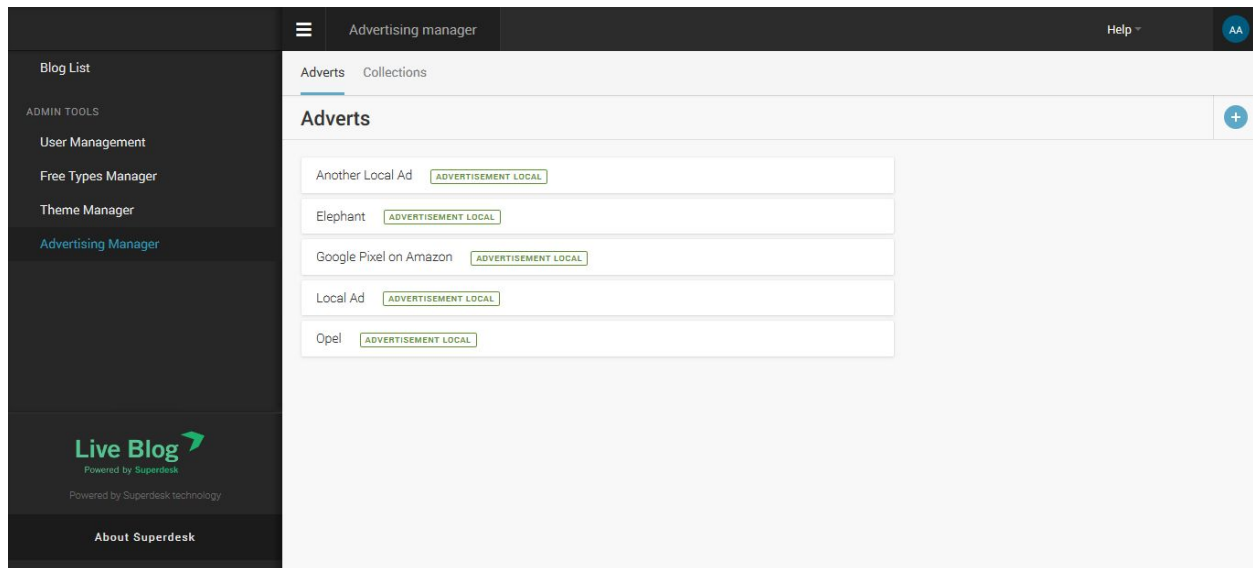 Advertising manager
Help
AA
Blog List
ADMIN TOOLS
User Management
Free Types Manager
Theme Manager
Advertising Manager
Live Blog
Powered by Superdesk
Powered by Superdesk technology
About Superdesk
Adverts Collections
Adverts
Another Local Ad ADVERTISEMENT LOCAL
Elephant ADVERTISEMENT LOCAL
Google Pixel on Amazon ADVERTISEMENT LOCAL
Local Ad ADVERTISEMENT LOCAL
Opel ADVERTISEMENT LOCAL